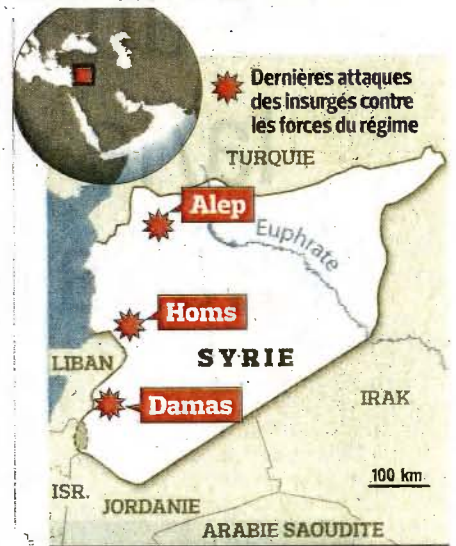 Dernières attaques
des insurgés contre
les forces du régime
TURQUIE
Alep
Euphrate
Homs
LIBAN
SYRIE
Damas
IRAK
100 km
ISR.
JORDANIE
ARABIE SAOUDITE